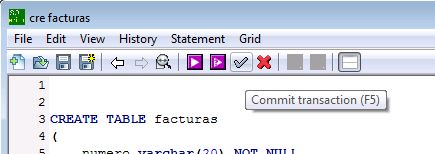 cre facturas
File Edit View History Statement Grid
Commit transaction (F5)
1
2
3 CREATE TABLE facturas
4 (
5 numero varchar(20) NOT NULL